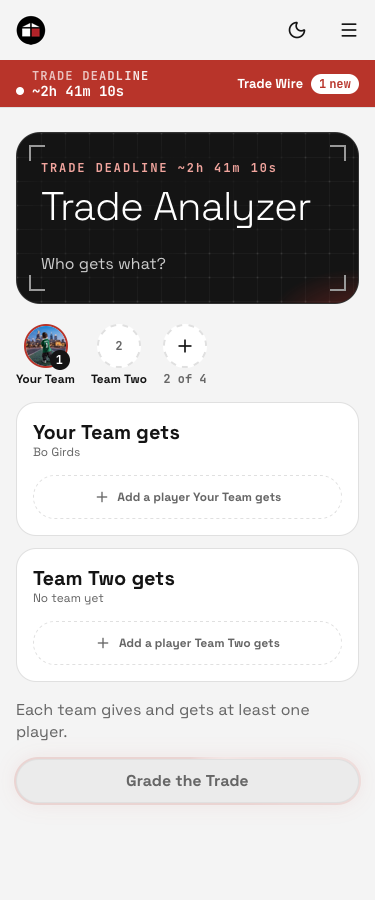 TRADE DEADLINE
~2h 41m 10s
Trade Wire
1 new
TRADE DEADLINE ~2h 41m 10s
Trade Analyzer
Who gets what?
1
2
Your Team
Team Two
2 of 4
Your Team gets
Bo Girds
Add a player Your Team gets
Team Two gets
No team yet
Add a player Team Two gets
Each team gives and gets at least one
player.
Grade the Trade